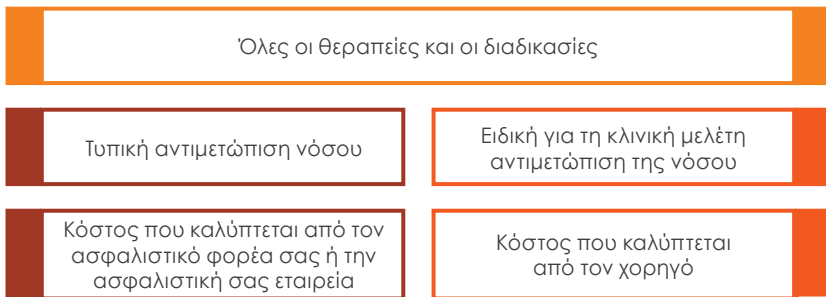 Όλες οι θεραπείες και οι διαδικασίες
Τυπική αντιμετώπιση νόσου
Ειδική για τη κλινική μελέτη
αντιμετώπιση της νόσου
Κόστος που καλύπτεται από τον
ασφαλιστικό φορέα σας ή την
ασφαλιστική σας εταιρεία
Κόστος που καλύπτεται
από τον χορηγό